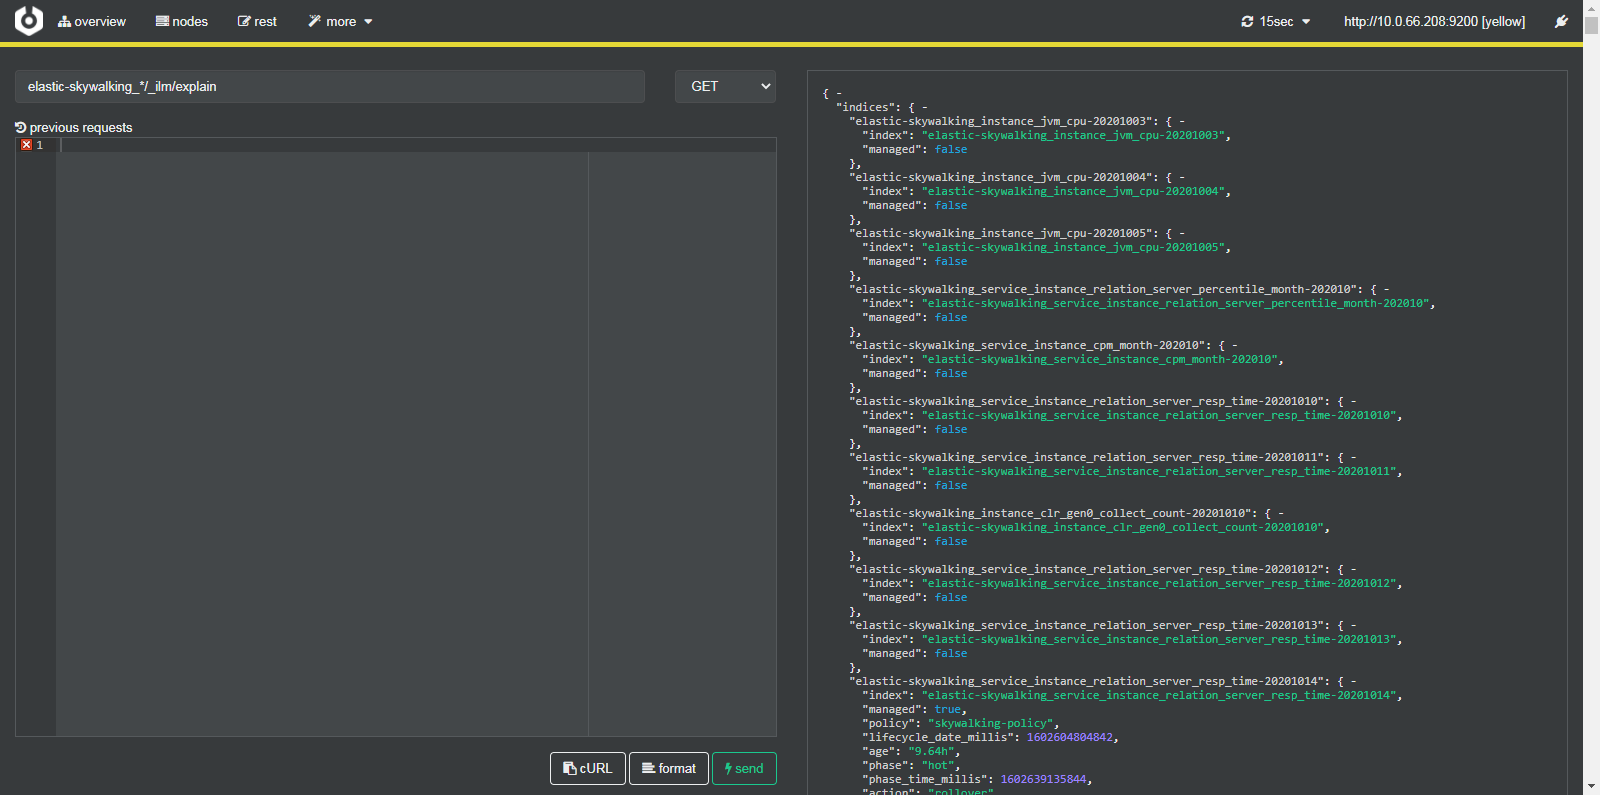 overview nodes rest more 15sec http://10.0.66.208:9200 [yellow]
elastic-skywalking_*/_ilm/explain GET
previous requests
1
cURL format send
{ -
"indices": { -
"elastic-skywalking_instance_jvm_cpu-20201003": { -
"index": "elastic-skywalking_instance_jvm_cpu-20201003",
"managed": false
},
"elastic-skywalking_instance_jvm_cpu-20201004": { -
"index": "elastic-skywalking_instance_jvm_cpu-20201004",
"managed": false
},
"elastic-skywalking_instance_jvm_cpu-20201005": { -
"index": "elastic-skywalking_instance_jvm_cpu-20201005",
"managed": false
},
"elastic-skywalking_service_instance_relation_server_percentile_month-202010": { -
"index": "elastic-skywalking_service_instance_relation_server_percentile_month-202010",
"managed": false
},
"elastic-skywalking_service_instance_cpm_month-202010": { -
"index": "elastic-skywalking_service_instance_cpm_month-202010",
"managed": false
},
"elastic-skywalking_service_instance_relation_server_resp_time-20201010": { -
"index": "elastic-skywalking_service_instance_relation_server_resp_time-20201010",
"managed": false
},
"elastic-skywalking_service_instance_relation_server_resp_time-20201011": { -
"index": "elastic-skywalking_service_instance_relation_server_resp_time-20201011",
"managed": false
},
"elastic-skywalking_instance_clr_gen0_collect_count-20201010": { -
"index": "elastic-skywalking_instance_clr_gen0_collect_count-20201010",
"managed": false
},
"elastic-skywalking_service_instance_relation_server_resp_time-20201012": { -
"index": "elastic-skywalking_service_instance_relation_server_resp_time-20201012",
"managed": false
},
"elastic-skywalking_service_instance_relation_server_resp_time-20201013": { -
"index": "elastic-skywalking_service_instance_relation_server_resp_time-20201013",
"managed": false
},
"elastic-skywalking_service_instance_relation_server_resp_time-20201014": { -
"index": "elastic-skywalking_service_instance_relation_server_resp_time-20201014",
"managed": true,
"policy": "skywalking-policy",
"lifecycle_date_millis": 1602604804842,
"age": "9.64h",
"phase": "hot",
"phase_time_millis": 1602639135844,
"action": "rollover"